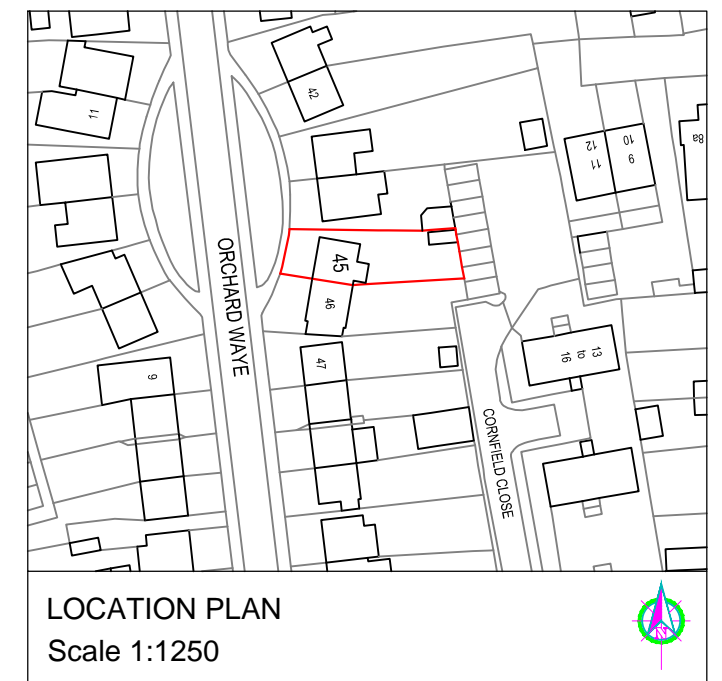 42
11
12
11
10
9
8a
ORCHARD WAYE
45
46
47
9
13
to
16
CORNFIELD CLOSE
LOCATION PLAN
Scale 1:1250
N